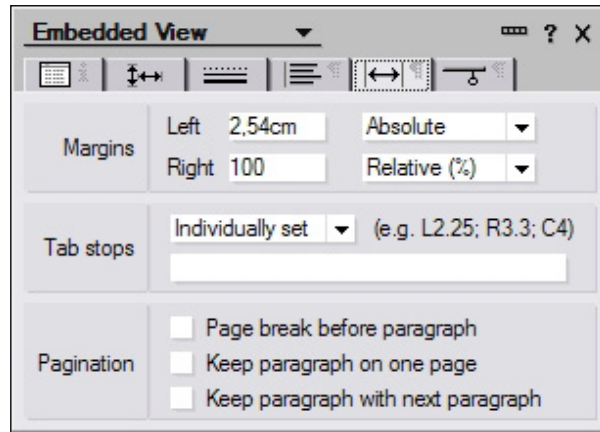 Embedded View ? X
Left 2,54cm Absolute
Margins
Right 100 Relative (%)
Individually set (e.g. L2.25; R3.3; C4)
Tab stops
Page break before paragraph
Pagination Keep paragraph on one page
Keep paragraph with next paragraph